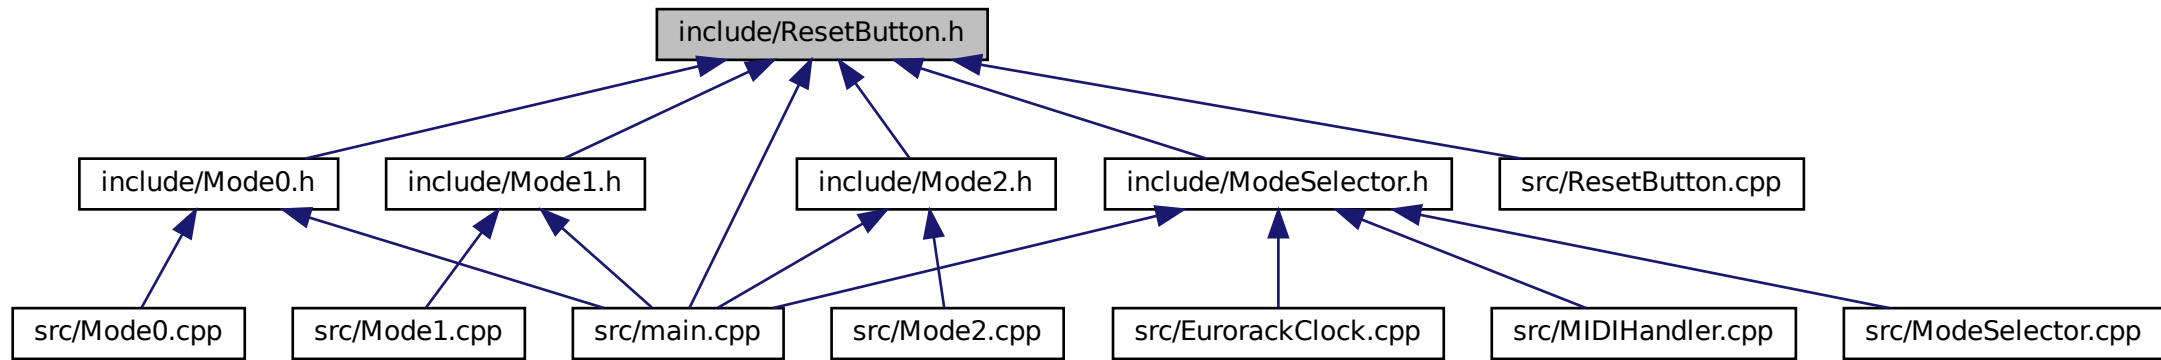 include/ResetButton.h
include/Mode0.h
include/Mode1.h
include/Mode2.h
include/ModeSelector.h
src/ResetButton.cpp
src/Mode0.cpp
src/Mode1.cpp
src/main.cpp
src/Mode2.cpp
src/EurorackClock.cpp
src/MIDIHandler.cpp
src/ModeSelector.cpp